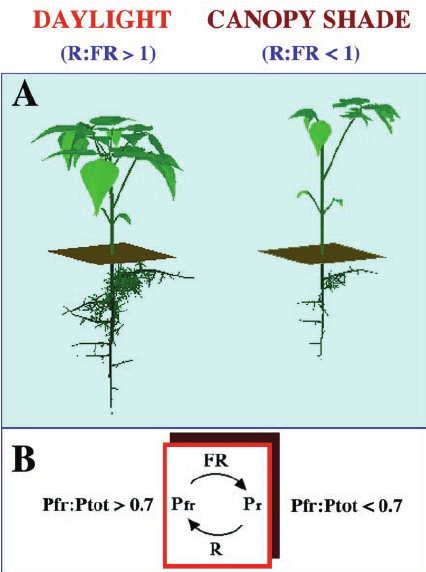 DAYLIGHT CANOPY SHADE
(R:FR > 1) (R:FR < 1)
A
B
FR
Pfr:Ptot > 0.7 Pfr Pr Pfr:Ptot < 0.7
R